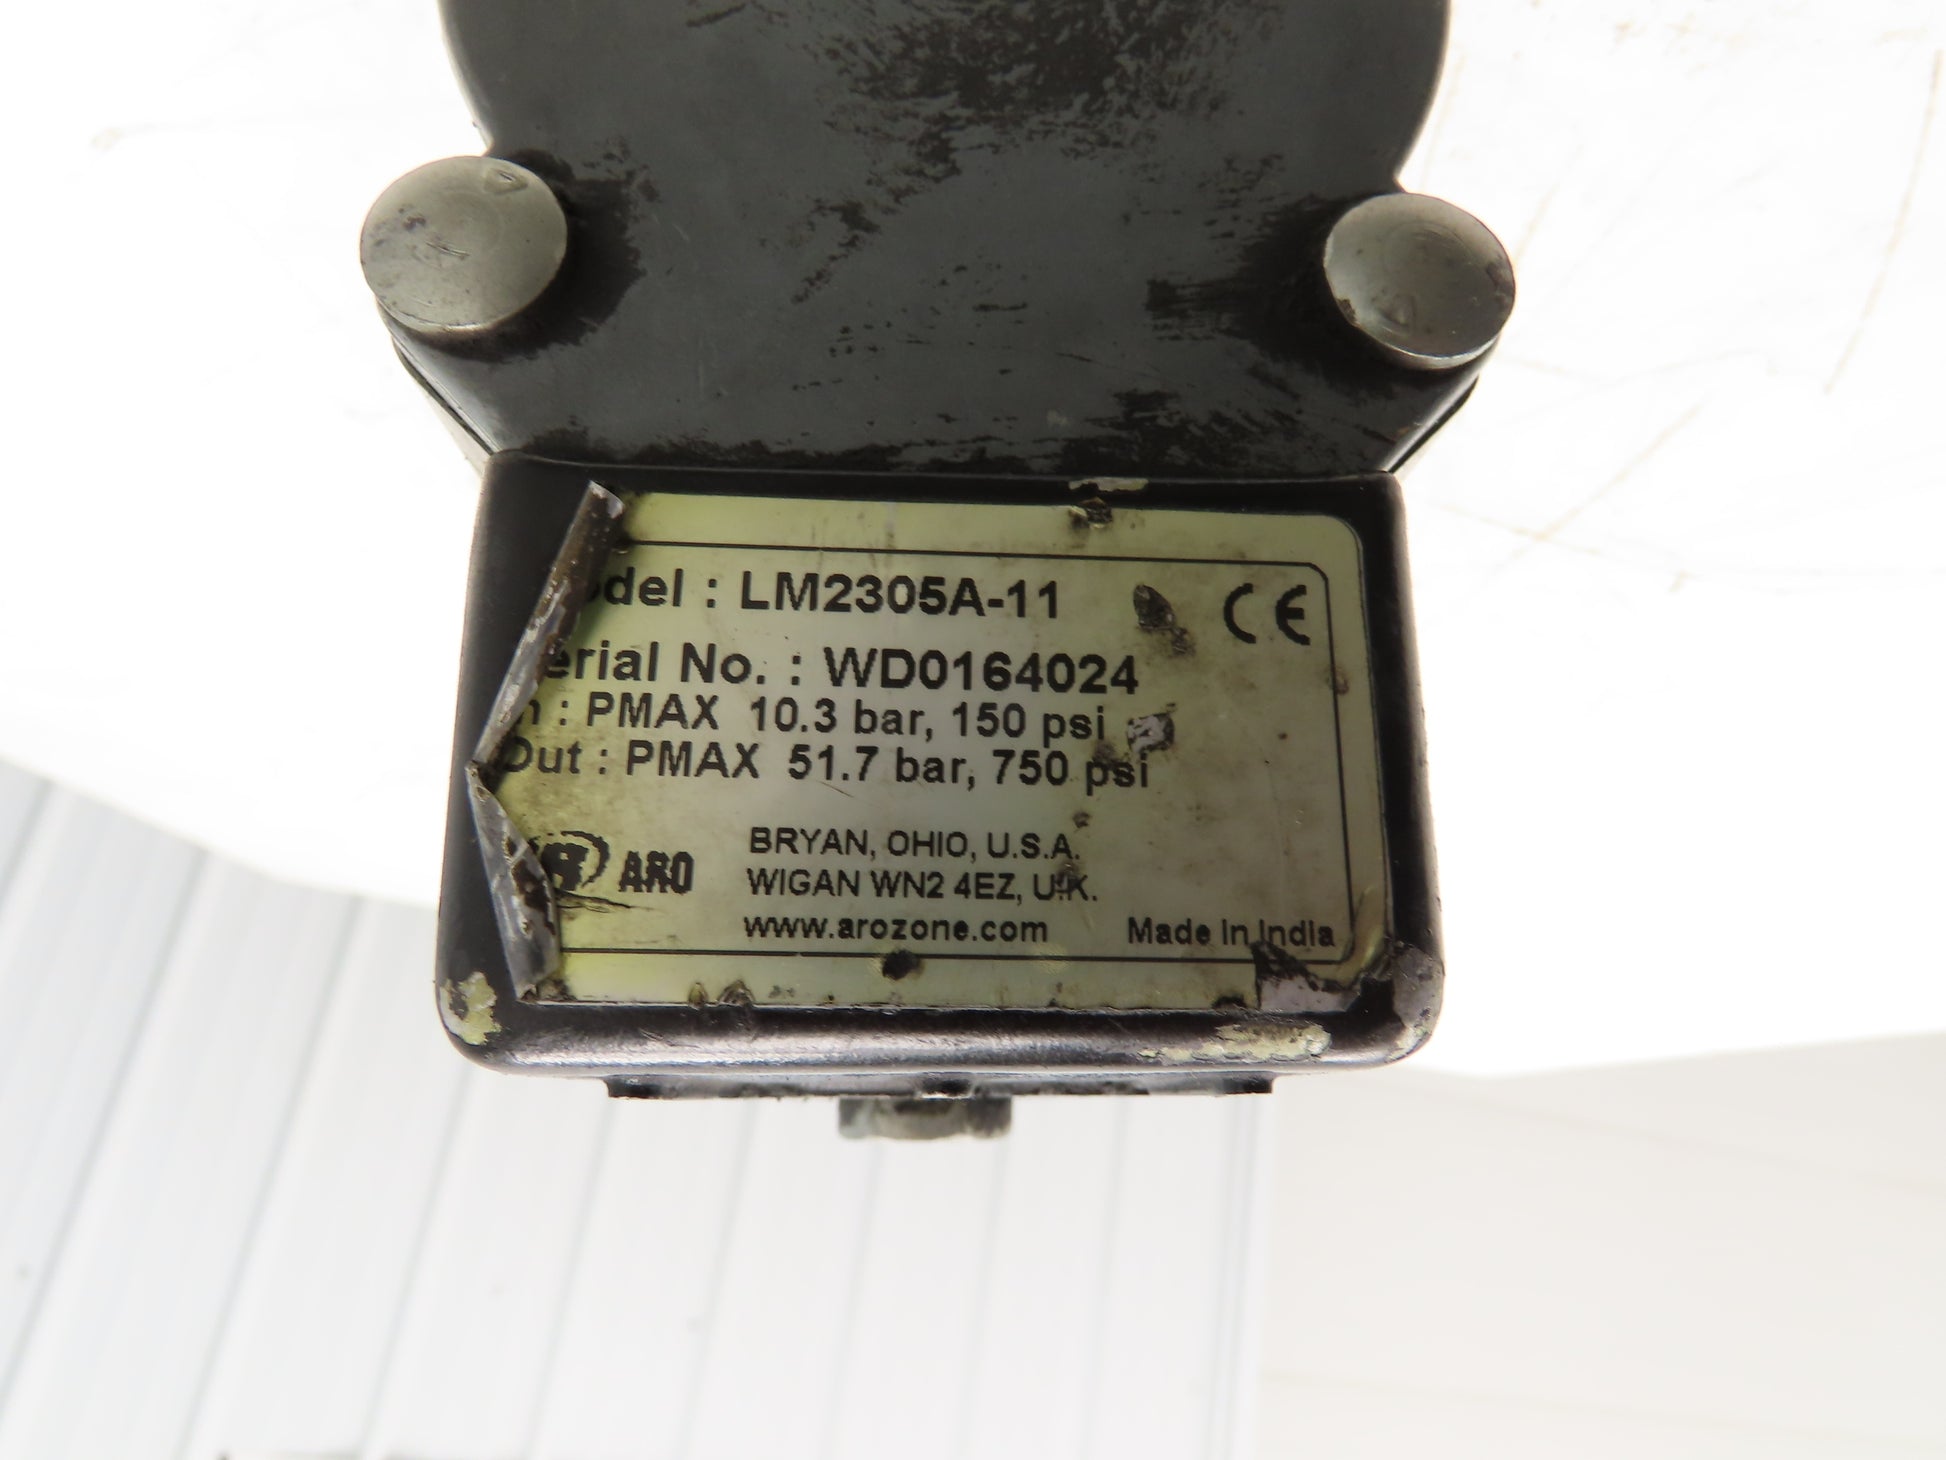 odel : LM2305A-11
CE
erial No. : WD0164024
n : PMAX 10.3 bar, 150 psi
Out : PMAX 51.7 bar, 750 psi
ARO
BRYAN, OHIO, U.S.A.
WIGAN WN2 4EZ, U.K.
www.arozone.com
Made in India